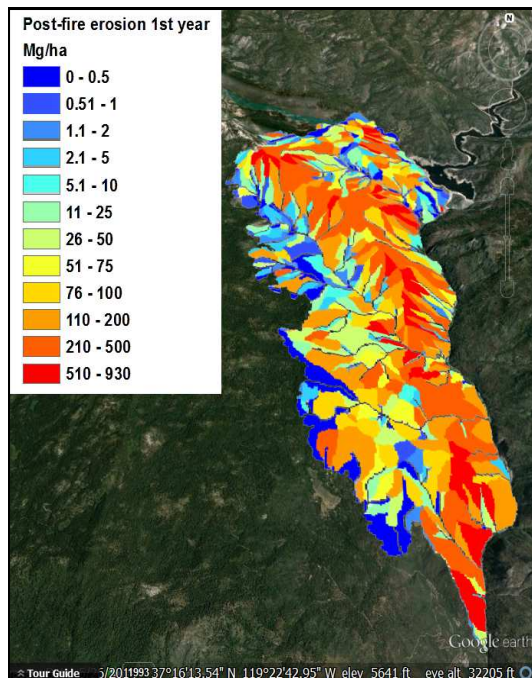 Post-fire erosion 1st year
Mg/ha
0 - 0.5
0.51 - 1
1.1 - 2
2.1 - 5
5.1 - 10
11 - 25
26 - 50
51 - 75
76 - 100
110 - 200
210 - 500
510 - 930
N
Google earth
Tour Guide 5/2011993 37°16'13.54" N 119°22'42.95" W elev 5641 ft eye alt 32205 ft